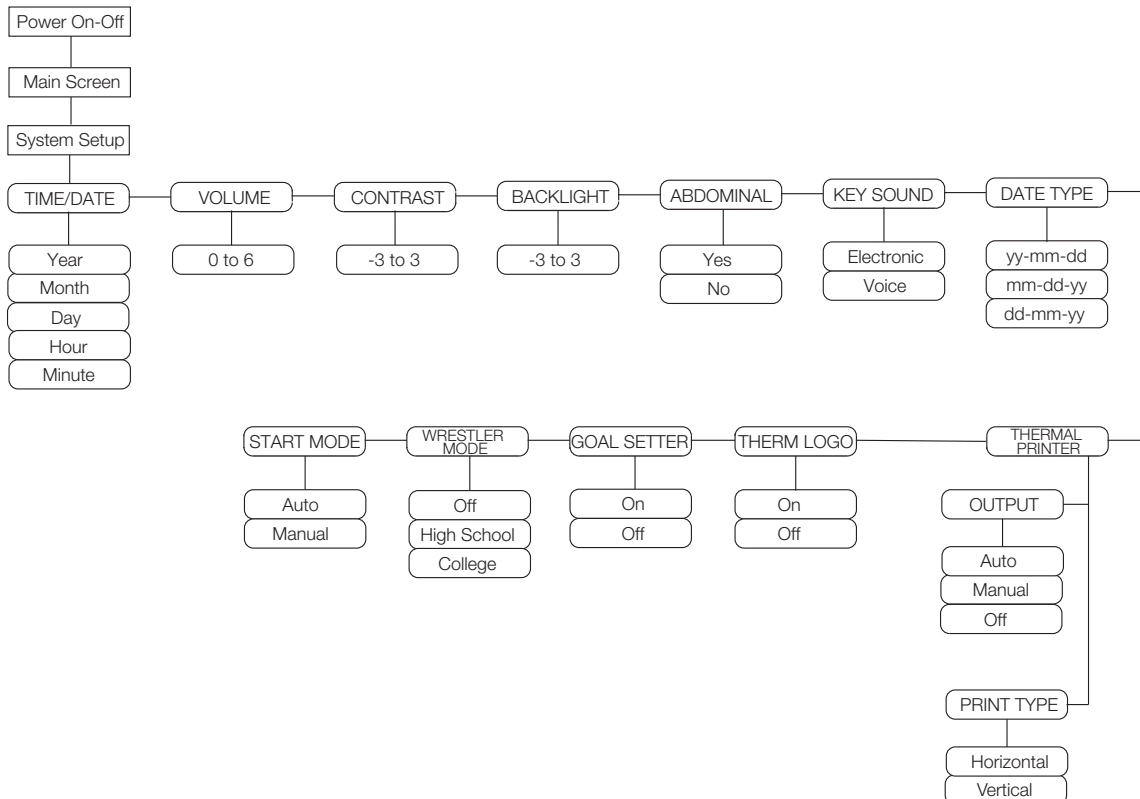 Power On-Off
Main Screen
System Setup
TIME/DATE
VOLUME
CONTRAST
BACKLIGHT
ABDOMINAL
KEY SOUND
DATE TYPE
Year
Month
Day
Hour
Minute
0 to 6
-3 to 3
-3 to 3
Yes
No
Electronic
Voice
yy-mm-dd
mm-dd-yy
dd-mm-yy
START MODE
WRESTLER
MODE
GOAL SETTER
THERM LOGO
THERMAL
PRINTER
Auto
Manual
Off
High School
College
On
Off
On
Off
OUTPUT
Auto
Manual
Off
PRINT TYPE
Horizontal
Vertical